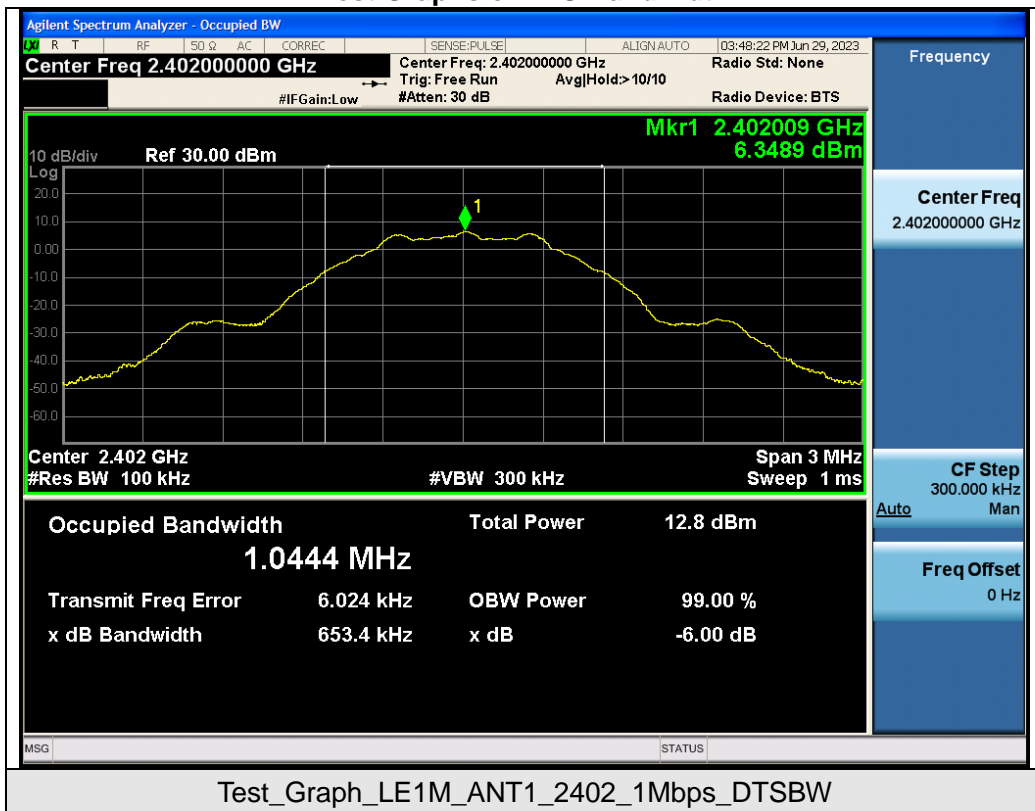 Agilent Spectrum Analyzer - Occupied BW
LXI R T RF 50 Ω AC CORREC SENSE:PULSE ALIGN AUTO 03:48:22 PM Jun 29, 2023
Center Freq 2.402000000 GHz
Center Freq: 2.402000000 GHz
Radio Std: None
Trig: Free Run Avg|Hold:>10/10
#IFGain:Low
#Atten: 30 dB
Radio Device: BTS
Frequency
Mkr1 2.402009 GHz
6.3489 dBm
10 dB/div Ref 30.00 dBm
Log
20.0
10.0
0.00
-10.0
-20.0
-30.0
-40.0
-50.0
-60.0
1
Center 2.402 GHz
Span 3 MHz
#Res BW 100 kHz
#VBW 300 kHz
Sweep 1 ms
Center Freq
2.402000000 GHz
CF Step
300.000 kHz
Auto Man
Freq Offset
0 Hz
Occupied Bandwidth
1.0444 MHz
Total Power 12.8 dBm
Transmit Freq Error 6.024 kHz
OBW Power 99.00 %
x dB Bandwidth 653.4 kHz
x dB -6.00 dB
MSG
STATUS
Test_Graph_LE1M_ANT1_2402_1Mbps_DTSBW